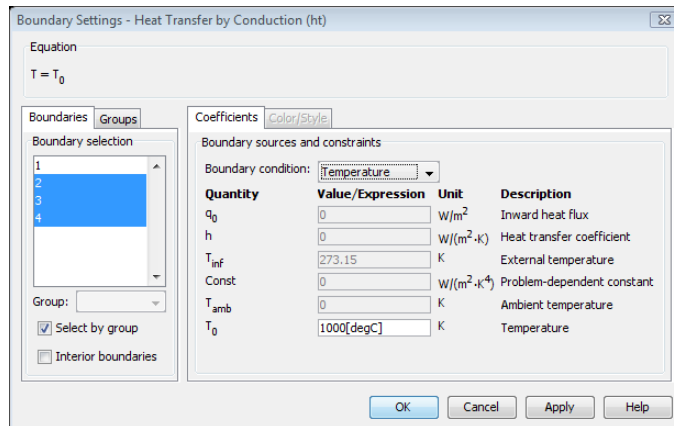 Boundary Settings - Heat Transfer by Conduction (ht)
Equation
T = T0
Boundaries Groups
Boundary selection
1
2
3
4
Group:
Select by group
Interior boundaries
Coefficients Color/Style
Boundary sources and constraints
Boundary condition: Temperature
Quantity Value/Expression Unit Description
q0 0 W/m² Inward heat flux
h 0 W/(m²·K) Heat transfer coefficient
Tinf 273.15 K External temperature
Const 0 W/(m²·K⁴) Problem-dependent constant
Tamb 0 K Ambient temperature
T0 1000[degC] K Temperature
OK Cancel Apply Help